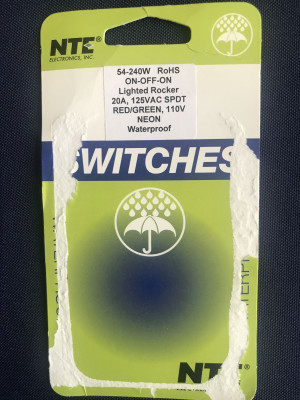 NTE
ELECTRONICS, INC.
54-240W RoHS
ON-OFF-ON
Lighted Rocker
20A, 125VAC SPDT
RED/GREEN, 110V
NEON
Waterproof
SWITCHES
NTE